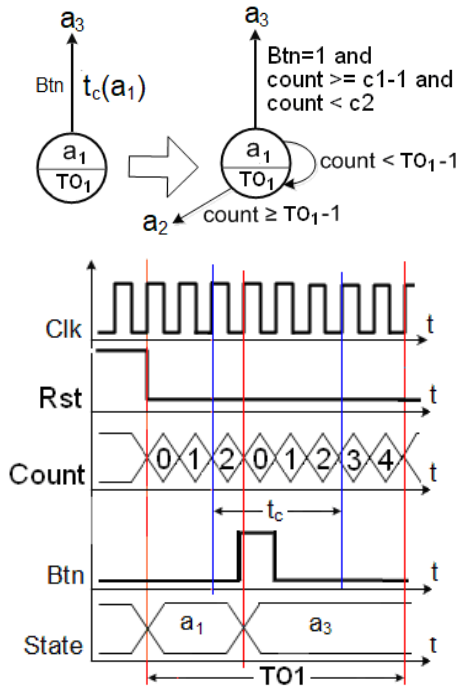 a3
a3
Btn tc(a1)
Btn=1 and
count >= c1-1 and
count < c2
a1
TO1
a1
TO1
count < TO1-1
a2
count ≥ TO1-1
Clk
t
Rst
t
Count
0 1 2 0 1 2 3 4
t
tc
Btn
t
State
a1
a3
t
TO1